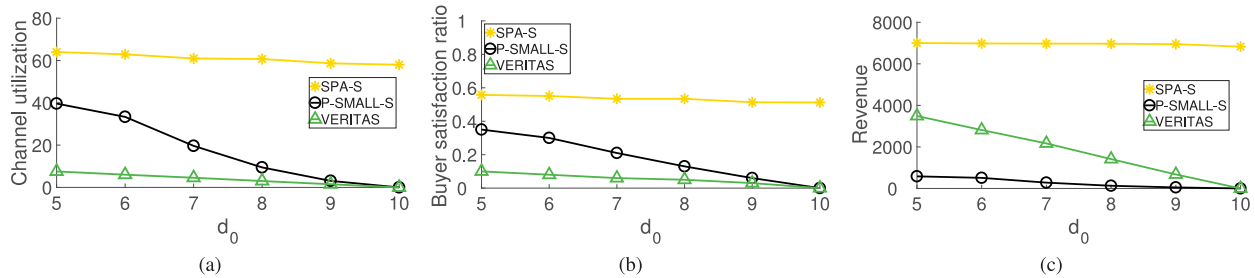 Channel utilization
80
60
40
20
0
5 6 7 8 9 10
d0
SPA-S
P-SMALL-S
VERITAS
(a)
Buyer satisfaction ratio
1
0.8
0.6
0.4
0.2
0
5 6 7 8 9 10
d0
SPA-S
P-SMALL-S
VERITAS
(b)
Revenue
8000
6000
4000
2000
0
5 6 7 8 9 10
d0
SPA-S
P-SMALL-S
VERITAS
(c)